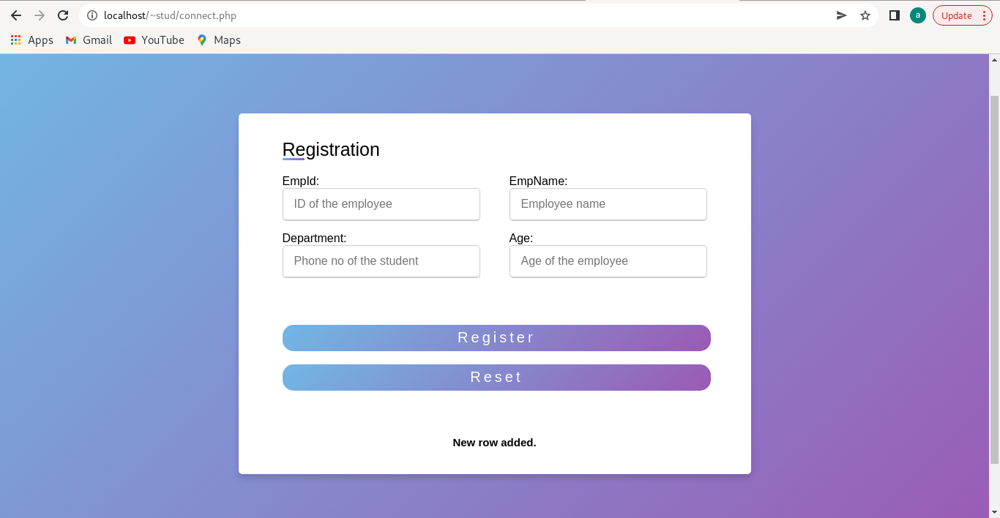 localhost/~stud/connect.php
a
Update
Apps Gmail YouTube Maps
Registration
EmpId: EmpName:
ID of the employee Employee name
Department: Age:
Phone no of the student Age of the employee
Register
Reset
New row added.